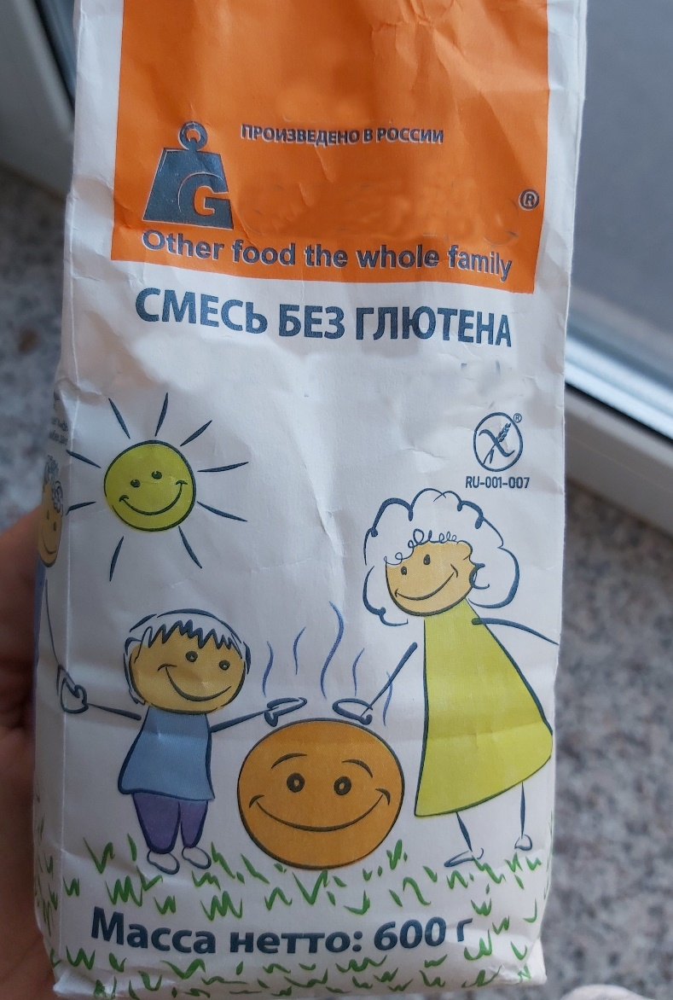 ПРОИЗВЕДЕНО В РОССИИ
G
®
Other food the whole family
СМЕСЬ БЕЗ ГЛЮТЕНА
®
RU-001-007
Масса нетто: 600 г